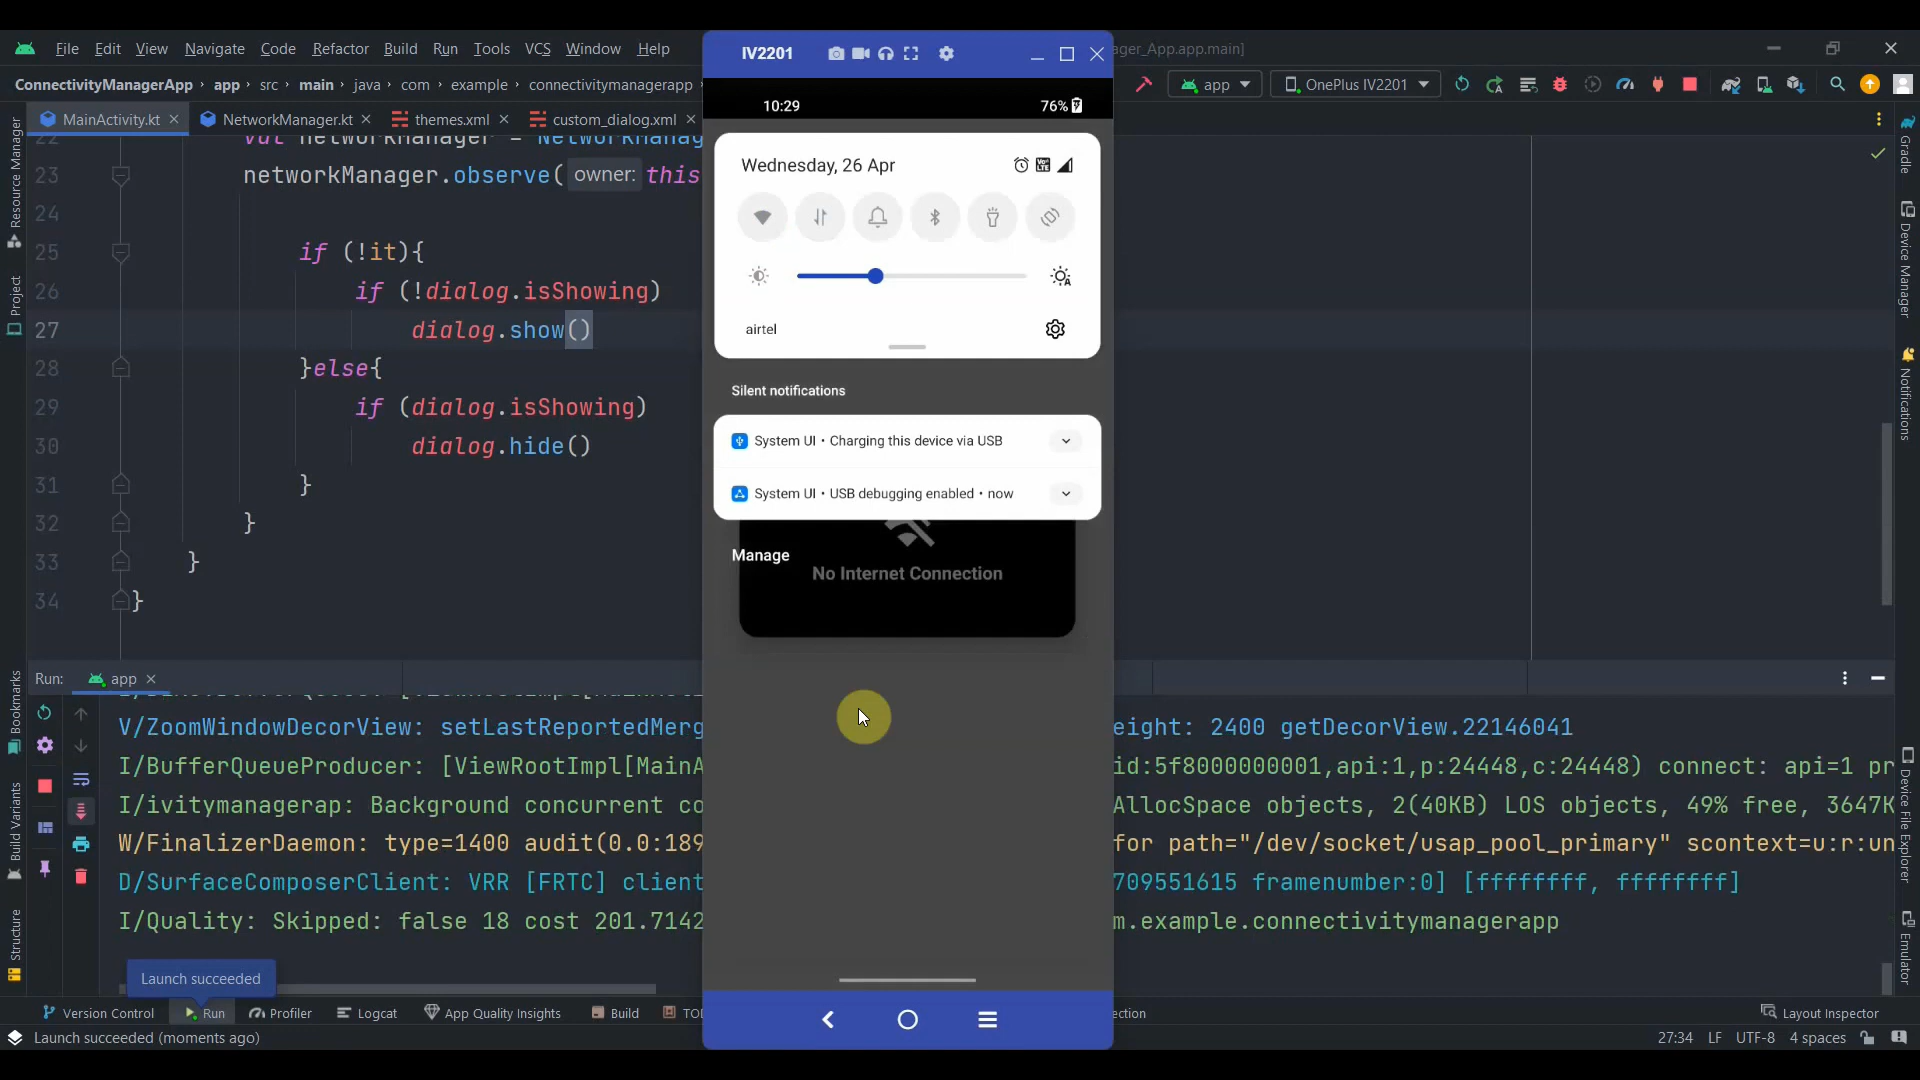 File Edit View Navigate Code Refactor Build Run Tools VCS Window Help
ager_App.app.main]
ConnectivityManagerApp app src main java com example connectivitymanagerapp
app
OnePlus IV2201
MainActivity.kt
NetworkManager.kt
themes.xml
custom_dialog.xml
22 val networkManager = NetworkManag
23 networkManager.observe( owner: this
24
25 if (!it){
26 if (!dialog.isShowing)
27 dialog.show()
28 }else{
29 if (dialog.isShowing)
30 dialog.hide()
31 }
32 }
33 }
34 }
IV2201
10:29
76%
Wednesday, 26 Apr
Vo LTE
airtel
Silent notifications
System UI • Charging this device via USB
System UI • USB debugging enabled • now
Manage
No Internet Connection
Resource Manager
Project
Bookmarks
Build Variants
Structure
Gradle
Device Manager
Notifications
Device File Explorer
Emulator
Run: app
V/ZoomWindowDecorView: setLastReportedMerg
eight: 2400 getDecorView.22146041
I/BufferQueueProducer: [ViewRootImpl[MainA
id:5f8000000001,api:1,p:24448,c:24448) connect: api=1 pr
I/ivitymanagerap: Background concurrent co
AllocSpace objects, 2(40KB) LOS objects, 49% free, 3647K
W/FinalizerDaemon: type=1400 audit(0.0:189
for path="/dev/socket/usap_pool_primary" scontext=u:r:un
D/SurfaceComposerClient: VRR [FRTC] client
709551615 framenumber:0] [ffffffff, ffffffff]
I/Quality: Skipped: false 18 cost 201.7142
m.example.connectivitymanagerapp
Launch succeeded
Version Control Run Profiler Logcat App Quality Insights Build TO
ction
Layout Inspector
Launch succeeded (moments ago)
27:34 LF UTF-8 4 spaces